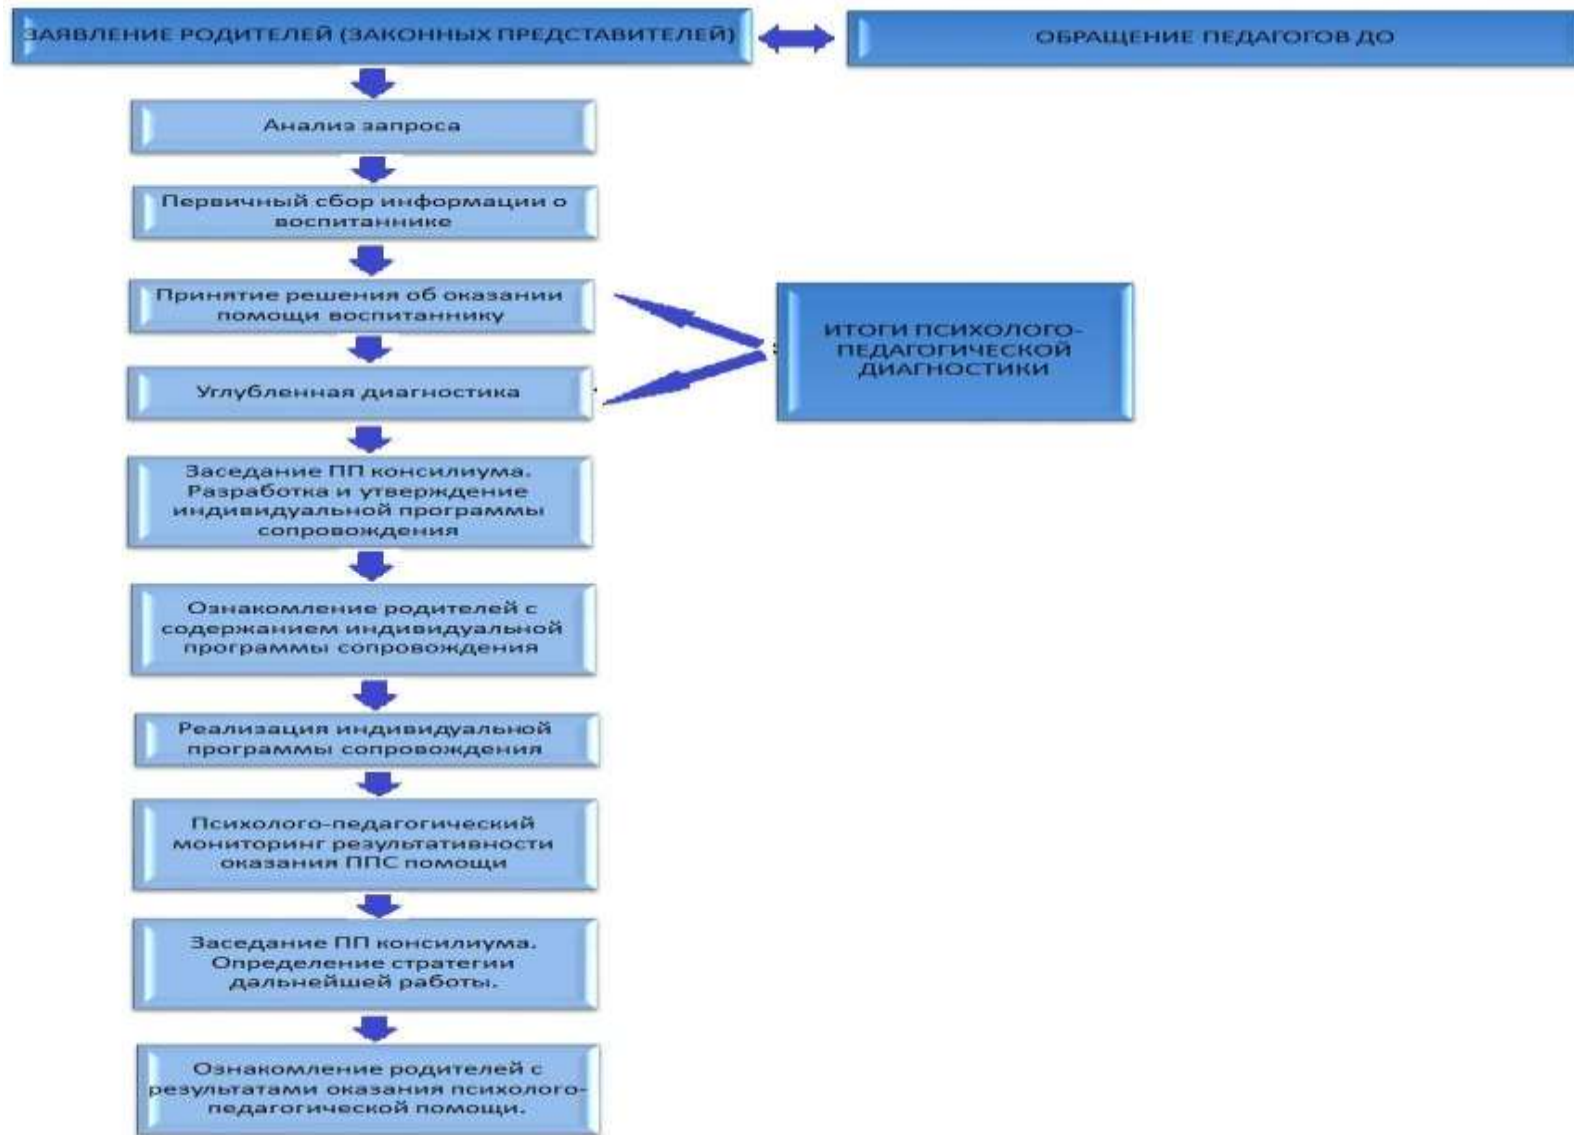 ЗАЯВЛЕНИЕ РОДИТЕЛЕЙ (ЗАКОННЫХ ПРЕДСТАВИТЕЛЕЙ)
ОБРАЩЕНИЕ ПЕДАГОГОВ ДО
Анализ запроса
Первичный сбор информации о
воспитаннике
Принятие решения об оказании
помощи воспитаннику
Углубленная диагностика
ИТОГИ ПСИХОЛОГО-
ПЕДАГОГИЧЕСКОЙ
ДИАГНОСТИКИ
Заседание ПП консилиума.
Разработка и утверждение
индивидуальной программы
сопровождения
Ознакомление родителей с
содержанием индивидуальной
программы сопровождения
Реализация индивидуальной
программы сопровождения
Психолого-педагогический
мониторинг результативности
оказания ППС помощи
Заседание ПП консилиума.
Определение стратегии
дальнейшей работы.
Ознакомление родителей с
результатами оказания психолого-
педагогической помощи.